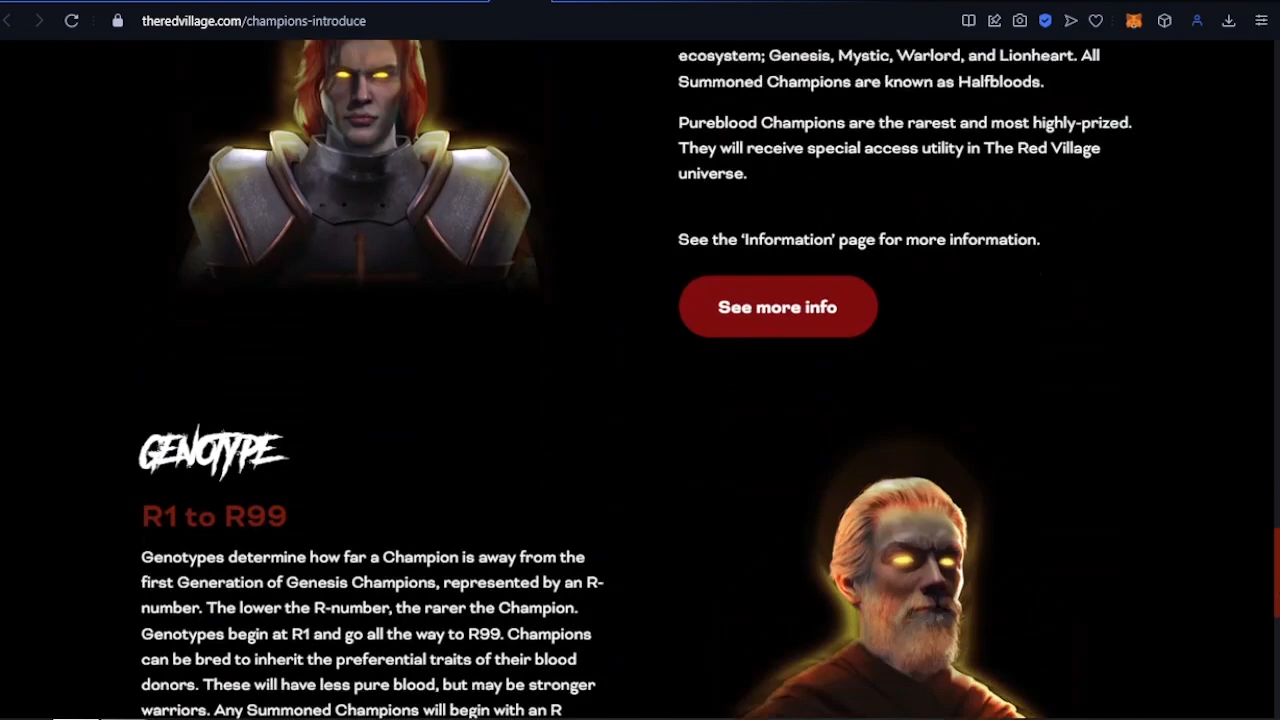 theredvillage.com/champions-introduce
ecosystem; Genesis, Mystic, Warlord, and Lionheart. All
Summoned Champions are known as Halfbloods.
Pureblood Champions are the rarest and most highly-prized.
They will receive special access utility in The Red Village
universe.
See the ‘Information’ page for more information.
See more info
GENOTYPE
R1 to R99
Genotypes determine how far a Champion is away from the
first Generation of Genesis Champions, represented by an R-
number. The lower the R-number, the rarer the Champion.
Genotypes begin at R1 and go all the way to R99. Champions
can be bred to inherit the preferential traits of their blood
donors. These will have less pure blood, but may be stronger
warriors. Any Summoned Champions will begin with an R